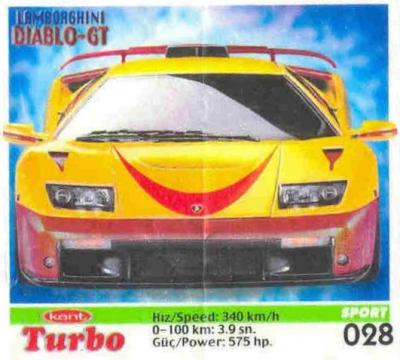 LAMBORGHINI
DIABLO-GT
kent
Turbo
Hız/Speed: 340 km/h
0-100 km: 3.9 sn.
Güç/Power: 575 hp.
SPORT
028